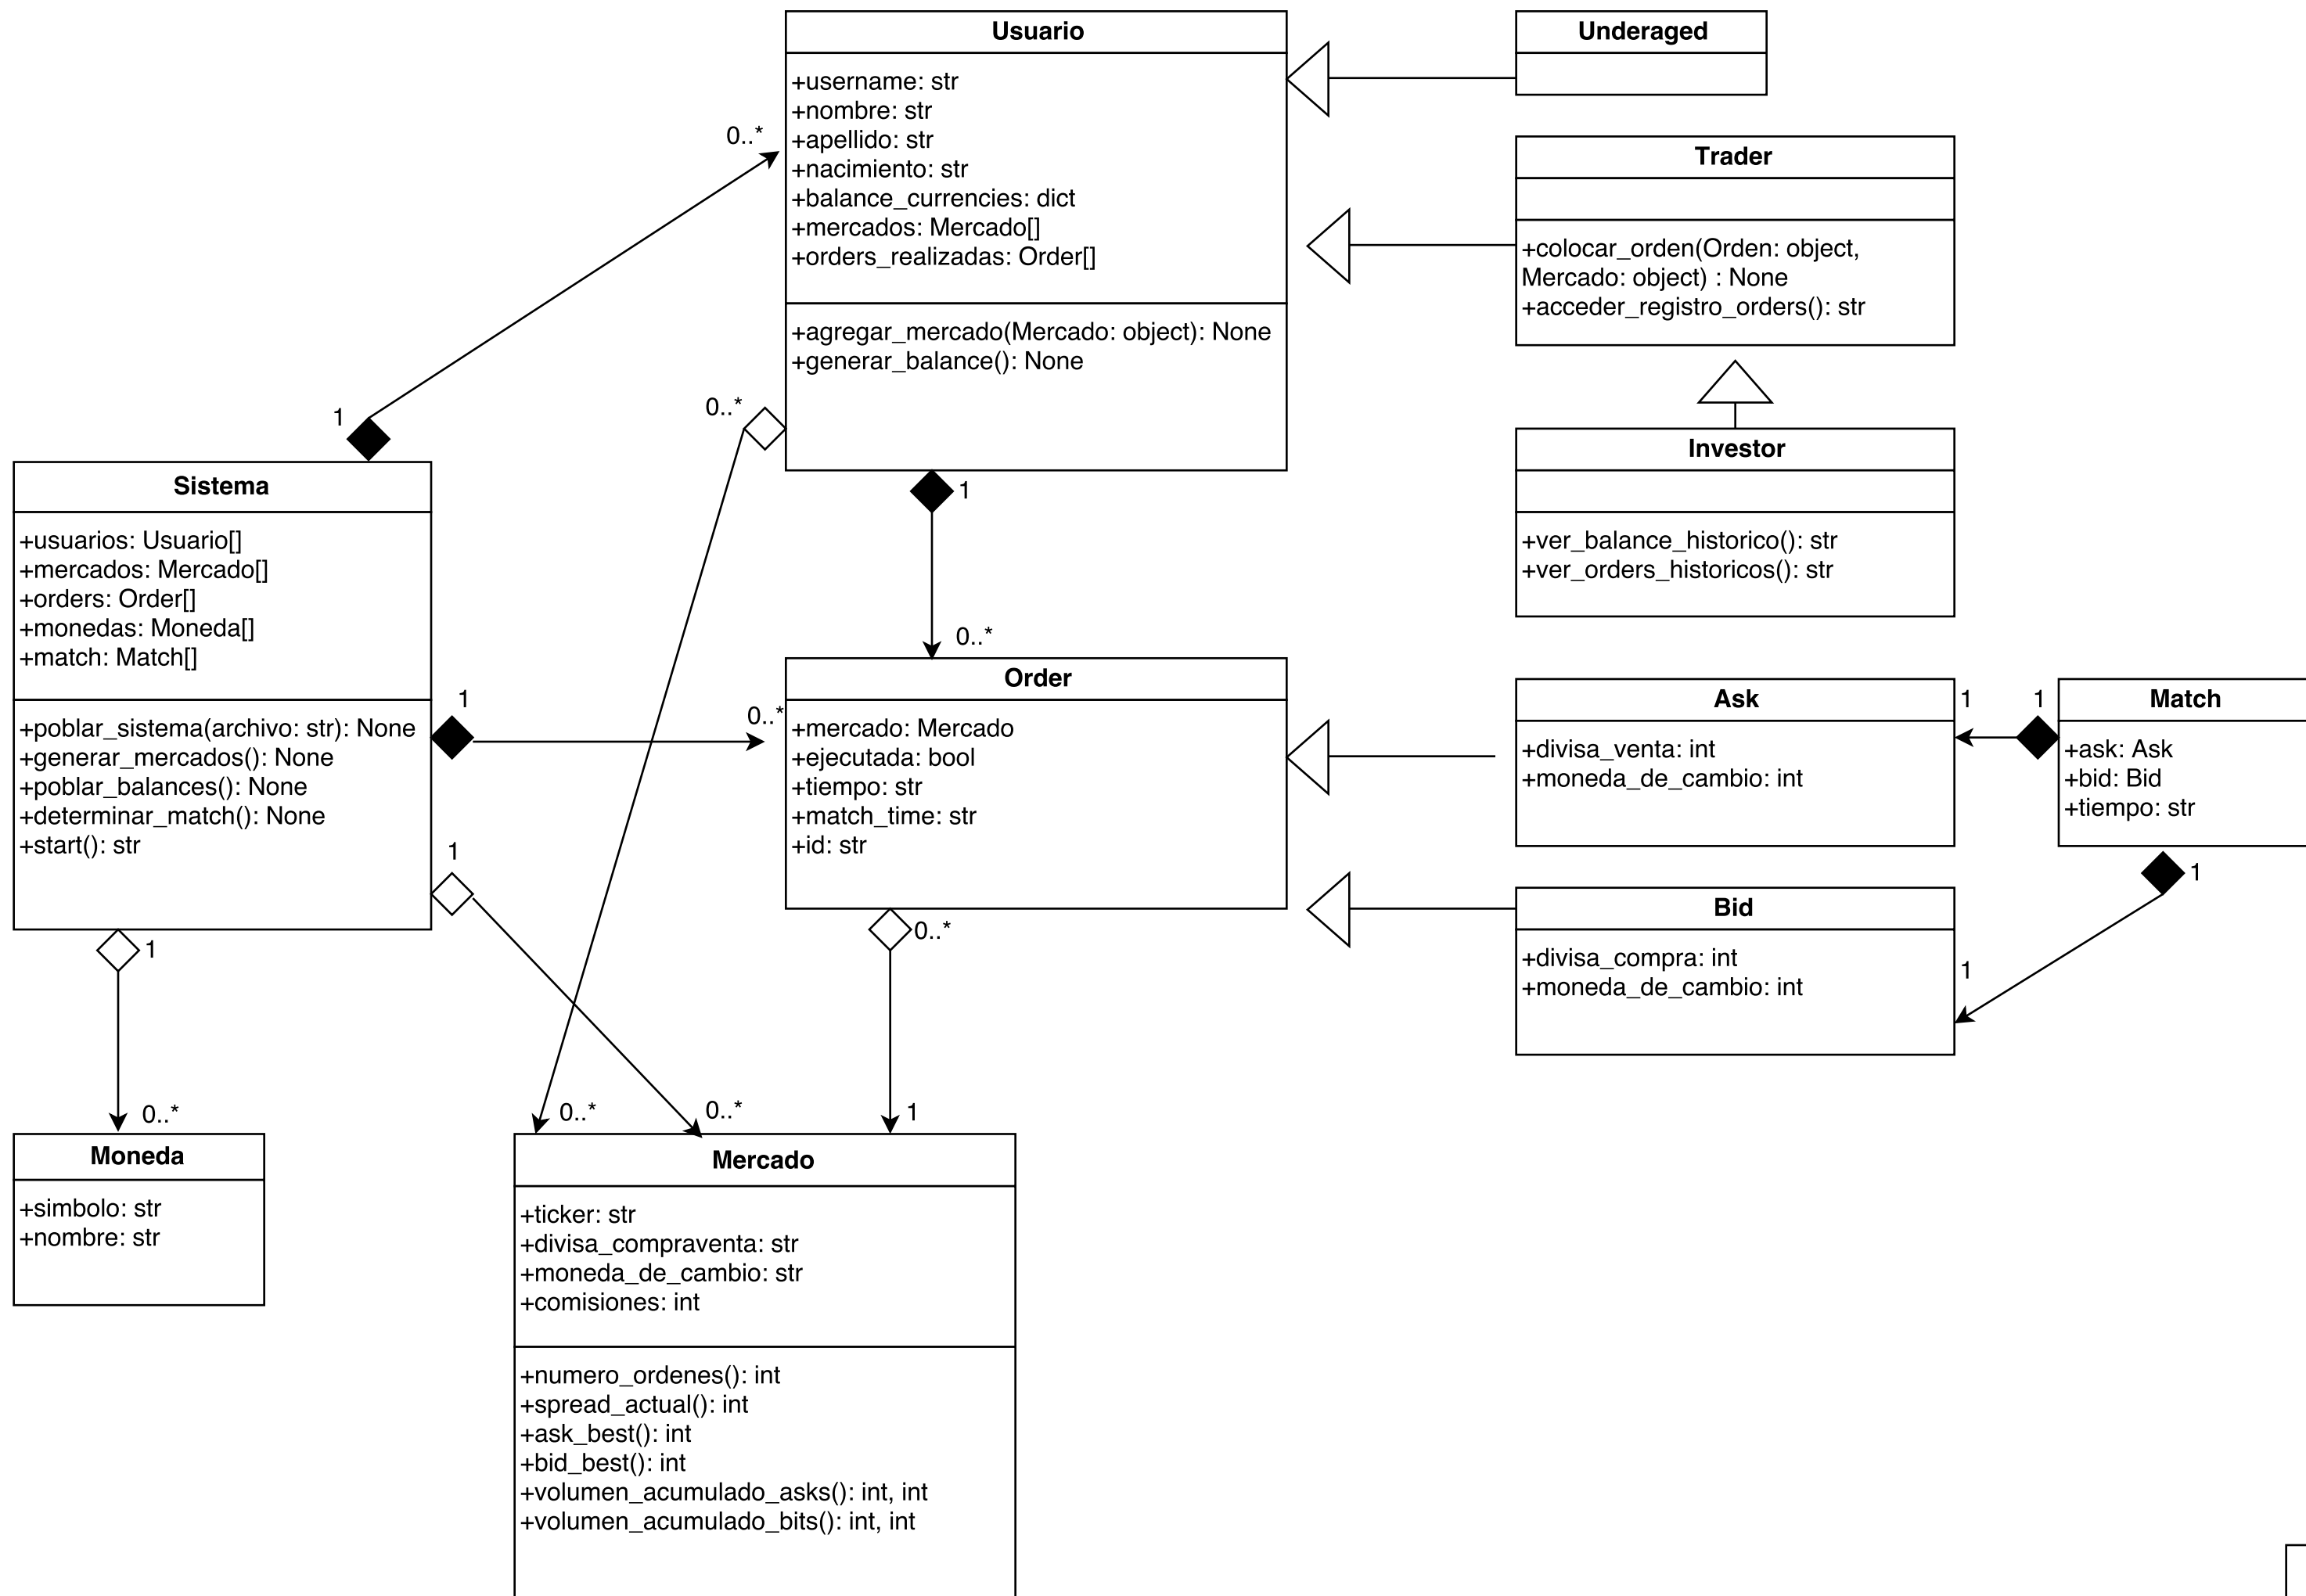 Usuario
+username: str
+nombre: str
+apellido: str
+nacimiento: str
+balance_currencies: dict
+mercados: Mercado[]
+orders_realizadas: Order[]
+agregar_mercado(Mercado: object): None
+generar_balance(): None
Underaged
Trader
+colocar_orden(Orden: object,
Mercado: object) : None
+acceder_registro_orders(): str
Investor
+ver_balance_historico(): str
+ver_orders_historicos(): str
0..*
1
0..*
1
0..*
Sistema
+usuarios: Usuario[]
+mercados: Mercado[]
+orders: Order[]
+monedas: Moneda[]
+match: Match[]
+poblar_sistema(archivo: str): None
+generar_mercados(): None
+poblar_balances(): None
+determinar_match(): None
+start(): str
1
0..*
1
1
Order
+mercado: Mercado
+ejecutada: bool
+tiempo: str
+match_time: str
+id: str
0..*
Ask
+divisa_venta: int
+moneda_de_cambio: int
1
1
Match
+ask: Ask
+bid: Bid
+tiempo: str
1
Bid
+divisa_compra: int
+moneda_de_cambio: int
1
0..*
0..*
0..*
1
Moneda
+simbolo: str
+nombre: str
Mercado
+ticker: str
+divisa_compraventa: str
+moneda_de_cambio: str
+comisiones: int
+numero_ordenes(): int
+spread_actual(): int
+ask_best(): int
+bid_best(): int
+volumen_acumulado_asks(): int, int
+volumen_acumulado_bits(): int, int